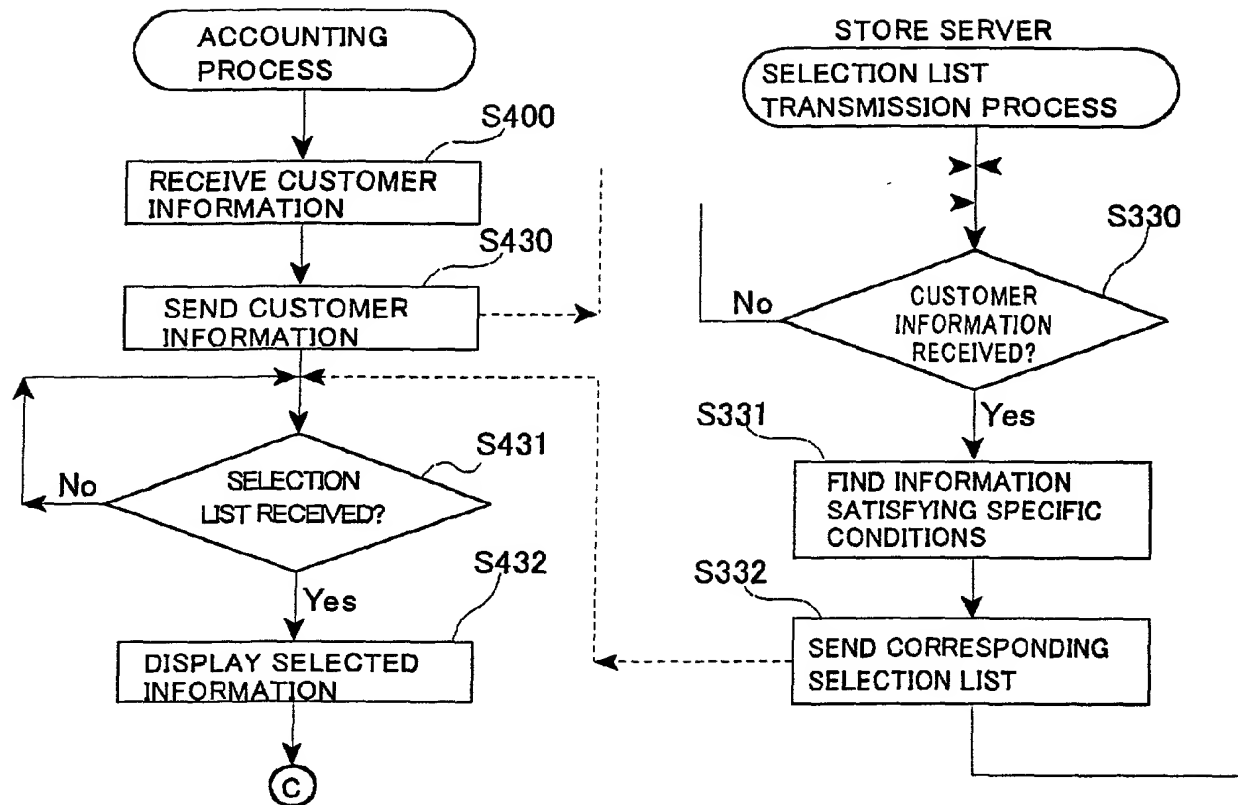 ACCOUNTING
PROCESS
S400
RECEIVE CUSTOMER
INFORMATION
S430
SEND CUSTOMER
INFORMATION
S431
SELECTION
LIST RECEIVED?
No
Yes
S432
DISPLAY SELECTED
INFORMATION
C
STORE SERVER
SELECTION LIST
TRANSMISSION PROCESS
S330
CUSTOMER
INFORMATION
RECEIVED?
No
Yes
S331
FIND INFORMATION
SATISFYING SPECIFIC
CONDITIONS
S332
SEND CORRESPONDING
SELECTION LIST